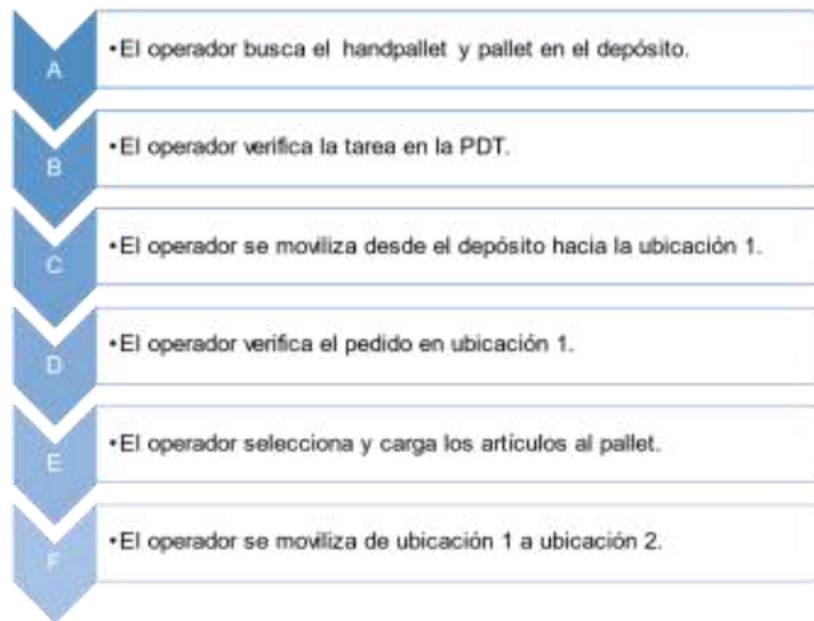 A
•El operador busca el handpallet y pallet en el depósito.
B
•El operador verifica la tarea en la PDT.
C
•El operador se moviliza desde el depósito hacia la ubicación 1.
D
•El operador verifica el pedido en ubicación 1.
E
•El operador selecciona y carga los artículos al pallet.
F
•El operador se moviliza de ubicación 1 a ubicación 2.